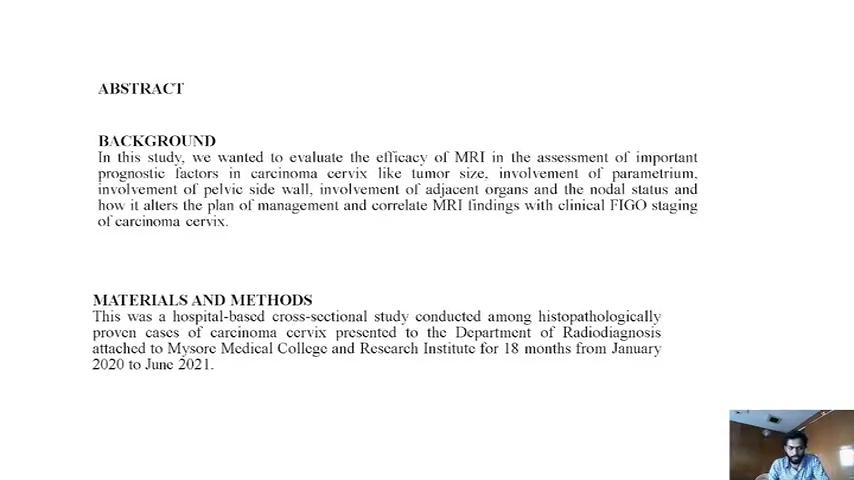 ABSTRACT
BACKGROUND
In this study, we wanted to evaluate the efficacy of MRI in the assessment of important
prognostic factors in carcinoma cervix like tumor size, involvement of parametrium,
involvement of pelvic side wall, involvement of adjacent organs and the nodal status and
how it alters the plan of management and correlate MRI findings with clinical FIGO staging
of carcinoma cervix.
MATERIALS AND METHODS
This was a hospital-based cross-sectional study conducted among histopathologically
proven cases of carcinoma cervix presented to the Department of Radiodiagnosis
attached to Mysore Medical College and Research Institute for 18 months from January
2020 to June 2021.